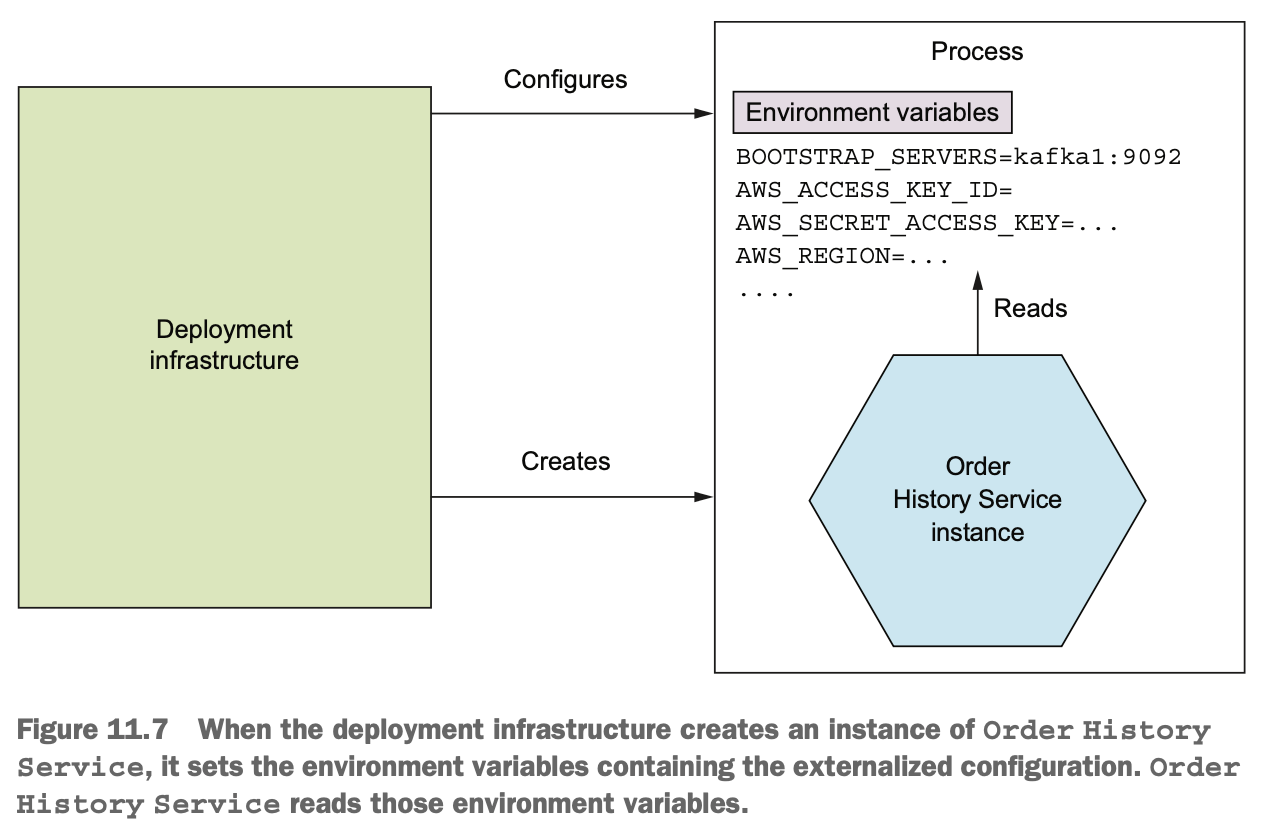 Process
Configures
Environment variables
BOOTSTRAP_SERVERS=kafka1:9092
AWS_ACCESS_KEY_ID=
AWS_SECRET_ACCESS_KEY=...
AWS_REGION=...
....
Reads
Deployment
infrastructure
Creates
Order
History Service
instance
Figure 11.7 When the deployment infrastructure creates an instance of Order History
Service, it sets the environment variables containing the externalized configuration. Order
History Service reads those environment variables.